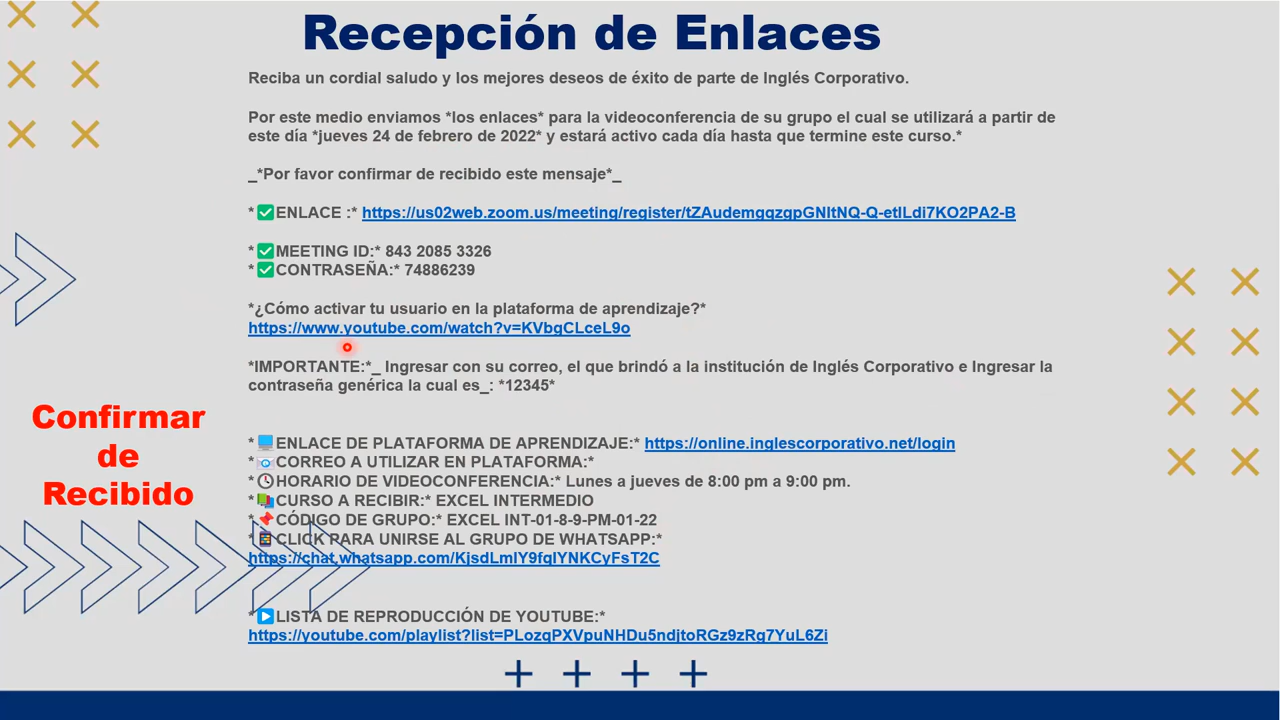 Recepción de Enlaces
Reciba un cordial saludo y los mejores deseos de éxito de parte de Inglés Corporativo.
Por este medio enviamos *los enlaces* para la videoconferencia de su grupo el cual se utilizará a partir de
este día *jueves 24 de febrero de 2022* y estará activo cada día hasta que termine este curso.*
_*Por favor confirmar de recibido este mensaje*_
*✅ENLACE :* https://us02web.zoom.us/meeting/register/tZAudemgqzgpGNItNQ-Q-etlLdi7KO2PA2-B
*✅MEETING ID:* 843 2085 3326
*✅CONTRASEÑA:* 74886239
*¿Cómo activar tu usuario en la plataforma de aprendizaje?*
https://www.youtube.com/watch?v=KVbgCLceL9o
*IMPORTANTE:*_ Ingresar con su correo, el que brindó a la institución de Inglés Corporativo e Ingresar la
contraseña genérica la cual es_: *12345*
Confirmar
de
Recibido
*🖥️ENLACE DE PLATAFORMA DE APRENDIZAJE:* https://online.inglescorporativo.net/login
*📧CORREO A UTILIZAR EN PLATAFORMA:*
*🕓HORARIO DE VIDEOCONFERENCIA:* Lunes a jueves de 8:00 pm a 9:00 pm.
*📚CURSO A RECIBIR:* EXCEL INTERMEDIO
*📌CÓDIGO DE GRUPO:* EXCEL INT-01-8-9-PM-01-22
*📱CLICK PARA UNIRSE AL GRUPO DE WHATSAPP:*
https://chat.whatsapp.com/KjsdLmIY9fqIYNKCyFsT2C
*▶️LISTA DE REPRODUCCIÓN DE YOUTUBE:*
https://youtube.com/playlist?list=PLozqPXVpuNHDu5ndjtoRGz9zRg7YuL6Zi